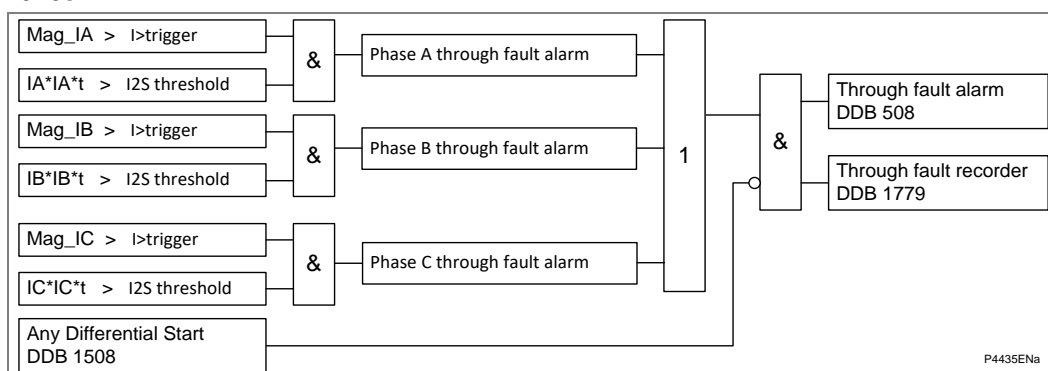 Mag_IA > I>trigger
&
Phase A through fault alarm
IA*IA*t > I2S threshold
Mag_IB > I>trigger
&
Phase B through fault alarm
IB*IB*t > I2S threshold
Mag_IC > I>trigger
&
Phase C through fault alarm
IC*IC*t > I2S threshold
1
&
Through fault alarm
DDB 508
Through fault recorder
DDB 1779
Any Differential Start
DDB 1508
P4435ENa